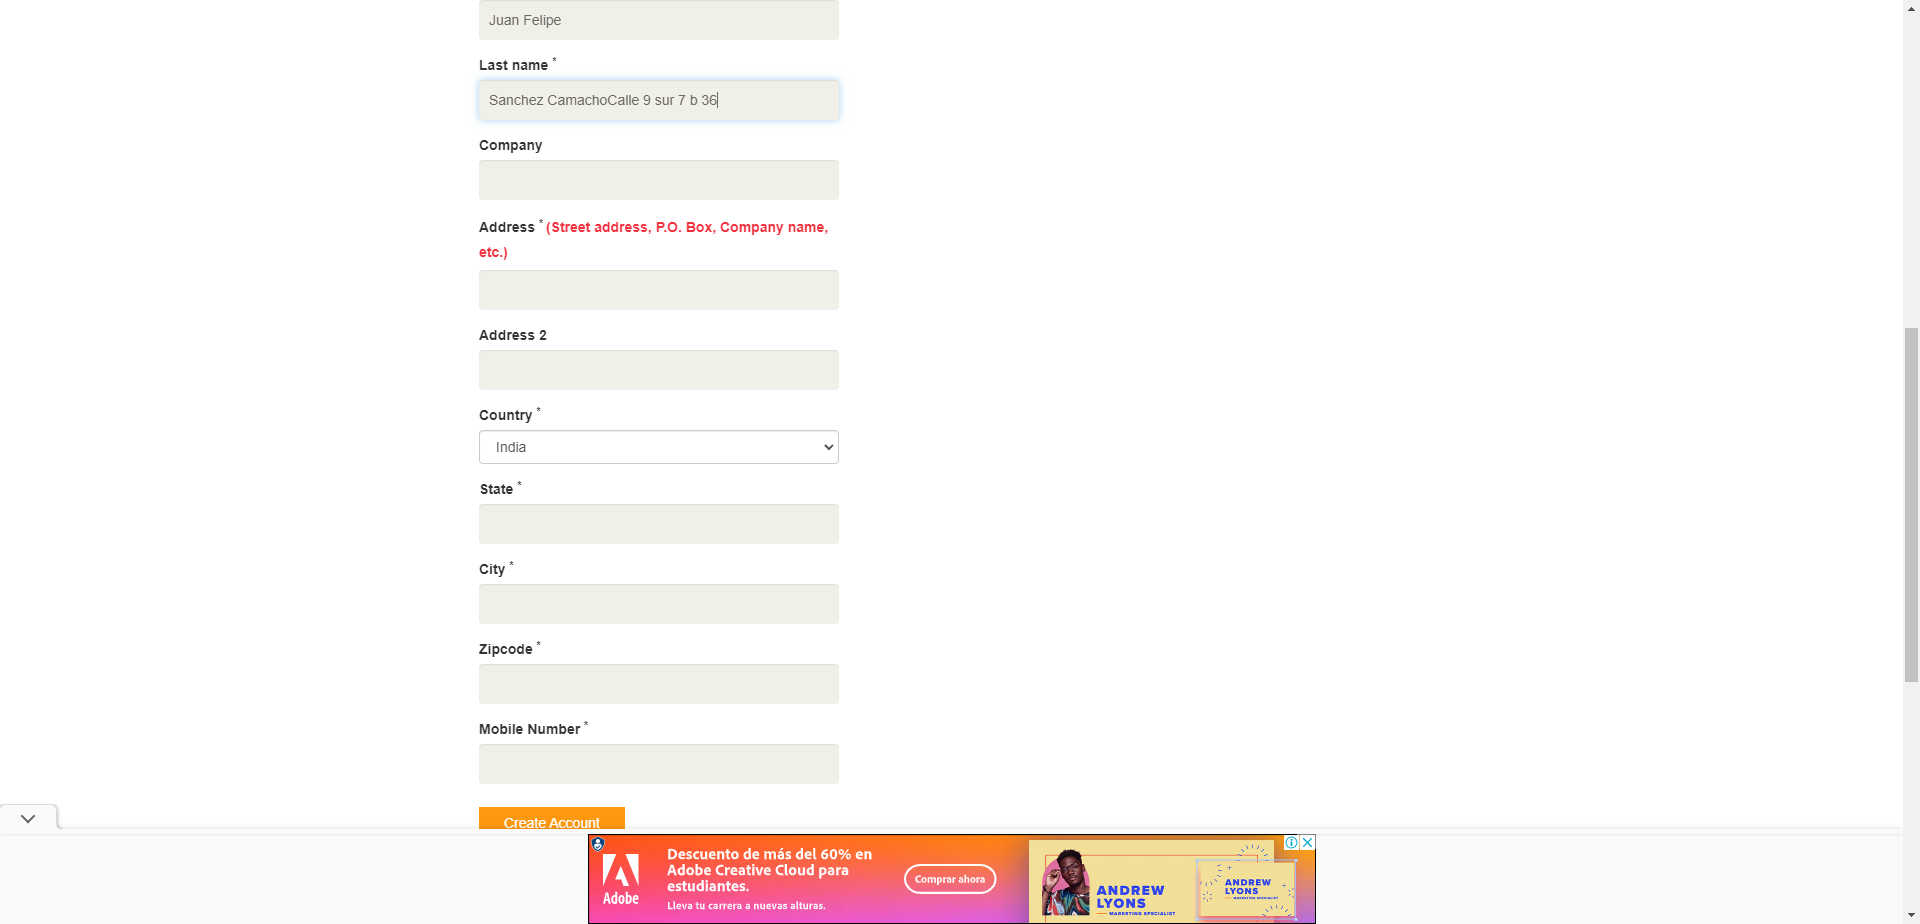 Juan Felipe
Last name *
Sanchez CamachoCalle 9 sur 7 b 36
Company
Address * (Street address, P.O. Box, Company name,
etc.)
Address 2
Country *
India
State *
City *
Zipcode *
Mobile Number *
Create Account
Adobe
Descuento de más del 60% en
Adobe Creative Cloud para
estudiantes.
Lleva tu carrera a nuevas alturas.
Comprar ahora
ANDREW
LYONS
MARKETING SPECIALIST
ANDREW
LYONS
MARKETING SPECIALIST